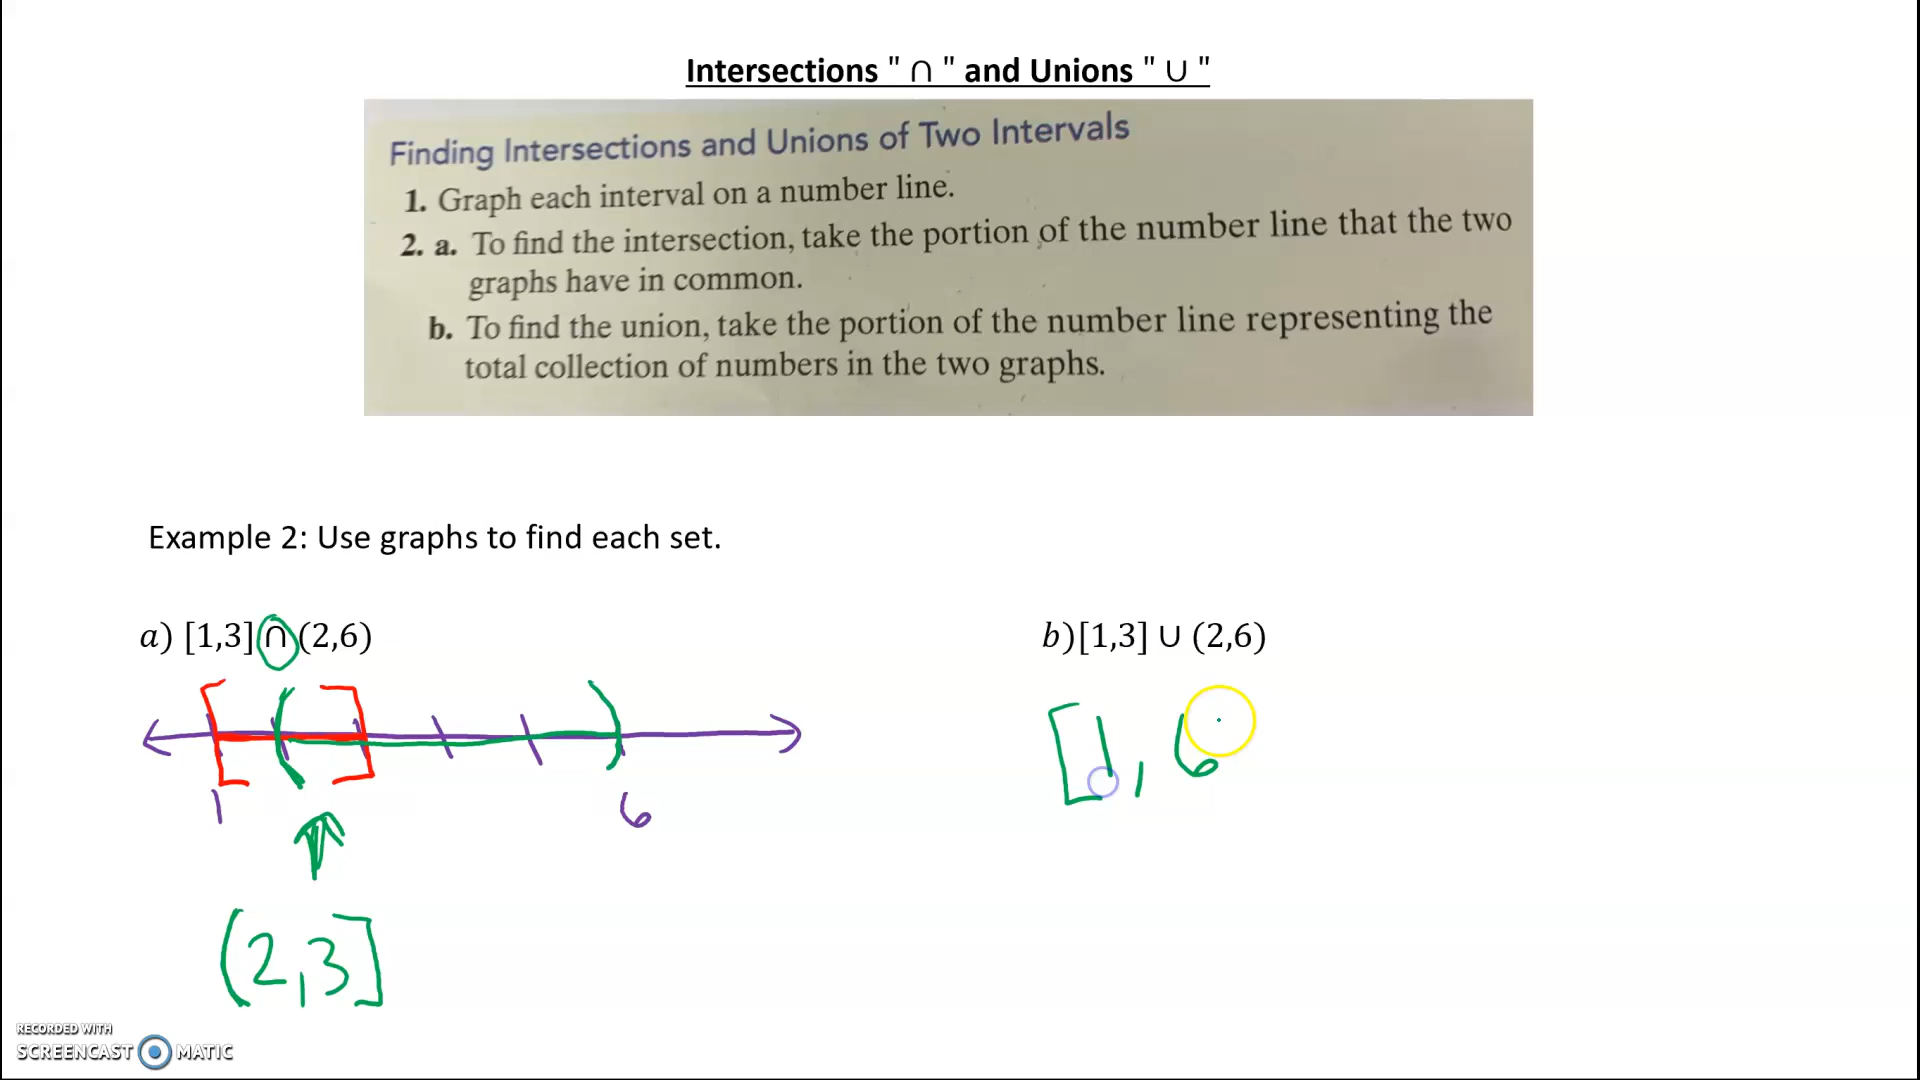 Intersections " ∩ " and Unions " ∪ "
Finding Intersections and Unions of Two Intervals
1. Graph each interval on a number line.
2. a. To find the intersection, take the portion of the number line that the two
graphs have in common.
b. To find the union, take the portion of the number line representing the
total collection of numbers in the two graphs.
Example 2: Use graphs to find each set.
a) [1,3] ∩ (2,6)
b)[1,3] ∪ (2,6)
[1, 6
1 6
(2,3]
RECORDED WITH
SCREENCAST MATIC